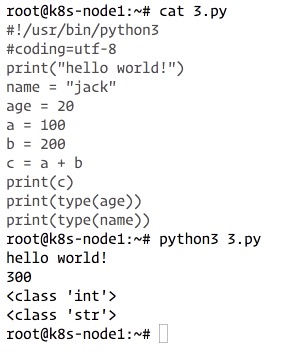 root@k8s-node1:~# cat 3.py
#!/usr/bin/python3
#coding=utf-8
print("hello world!")
name = "jack"
age = 20
a = 100
b = 200
c = a + b
print(c)
print(type(age))
print(type(name))
root@k8s-node1:~# python3 3.py
hello world!
300
<class 'int'>
<class 'str'>
root@k8s-node1:~#